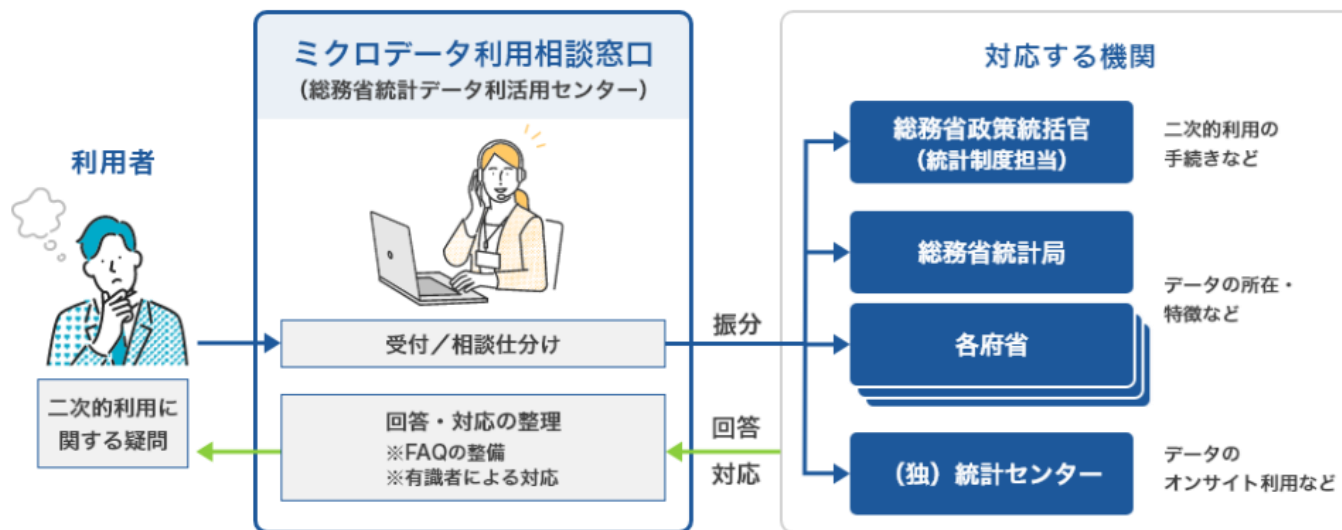 ミクロデータ利用相談窓口
（総務省統計データ利活用センター）
対応する機関
利用者
総務省政策統括官
（統計制度担当）
二次的利用の
手続きなど
総務省統計局
データの所在・
特徴など
各府省
受付／相談仕分け
振分
二次的利用に
関する疑問
回答・対応の整理
※FAQの整備
※有識者による対応
回答
対応
（独）統計センター
データの
オンサイト利用など